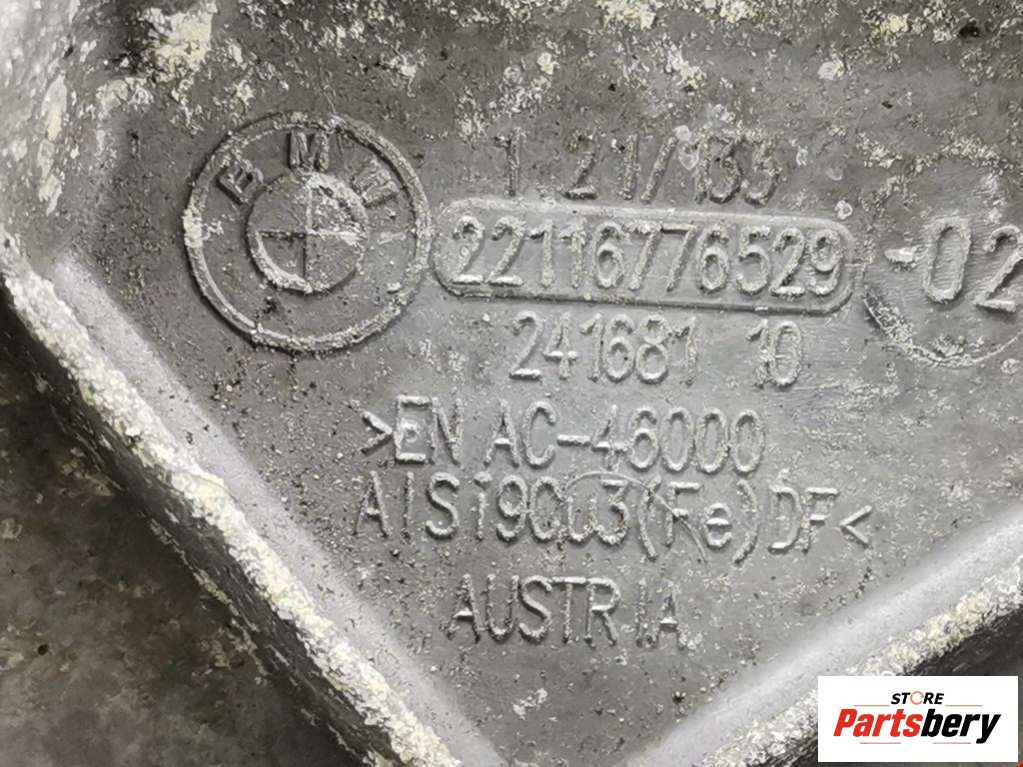 BMW
1 21/135
22116776529 -02
241681 10
>EN AC-46000
AlSi9Cu3(Fe)DF<
AUSTRIA
STORE
Partsbery